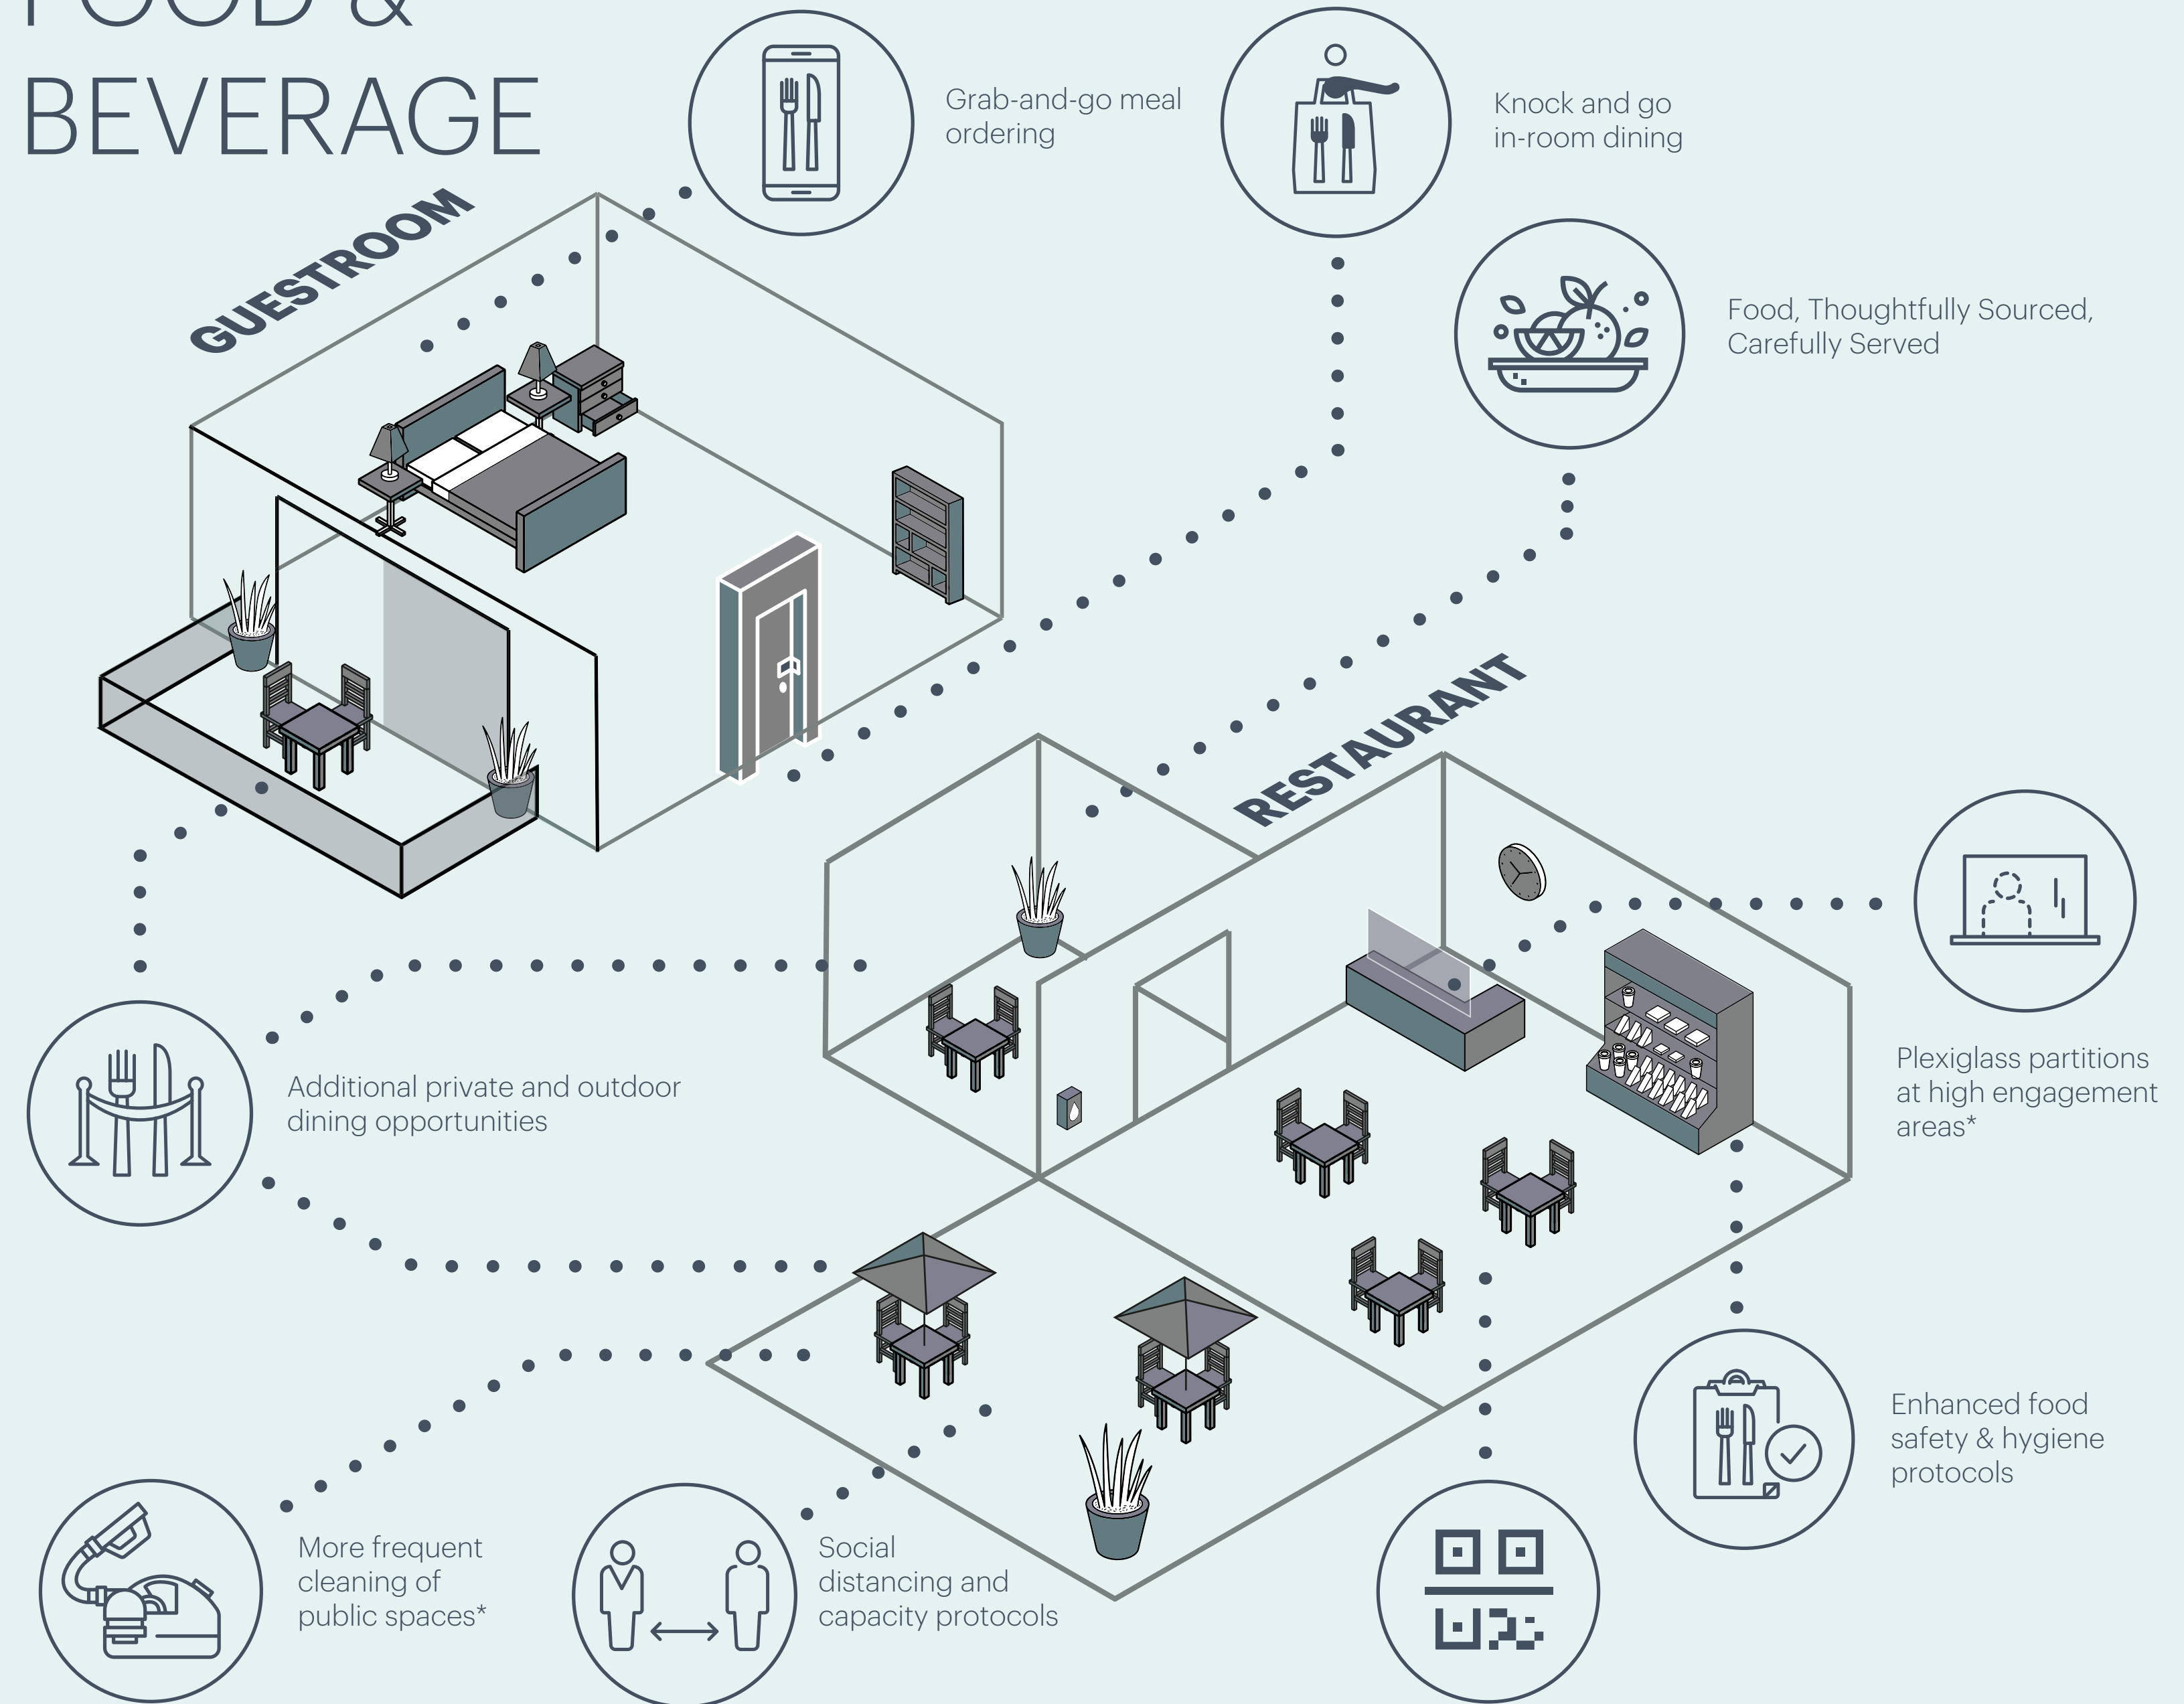 FOOD &
BEVERAGE
Grab-and-go meal
ordering
Knock and go
in-room dining
GUESTROOM
Food, Thoughtfully Sourced,
Carefully Served
RESTAURANT
Plexiglass partitions
at high engagement
areas*
Additional private and outdoor
dining opportunities
Enhanced food
safety & hygiene
protocols
More frequent
cleaning of
public spaces*
Social
distancing and
capacity protocols